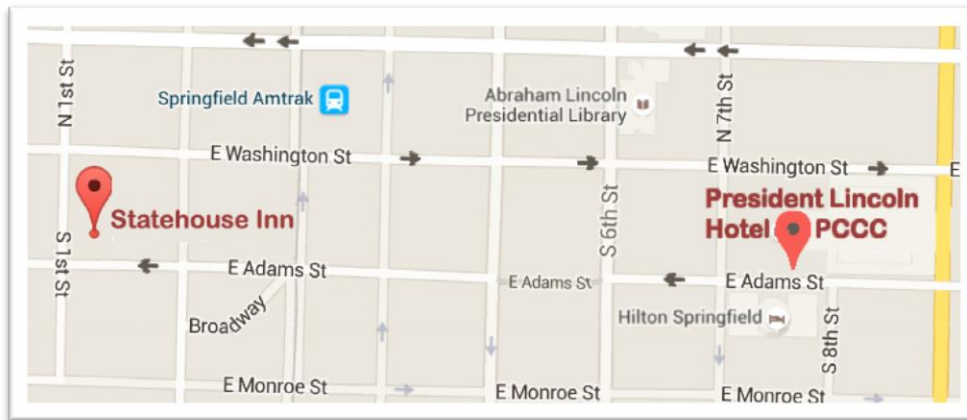 N 1st St
Springfield Amtrak
Abraham Lincoln
Presidential Library
N 7th St
E Washington St
E Washington St
E
Statehouse Inn
S 6th St
President Lincoln
Hotel PCCC
S 1st St
E Adams St
E Adams St
E Adams St
Broadway
Hilton Springfield
S 8th St
E Monroe St
E Monroe St